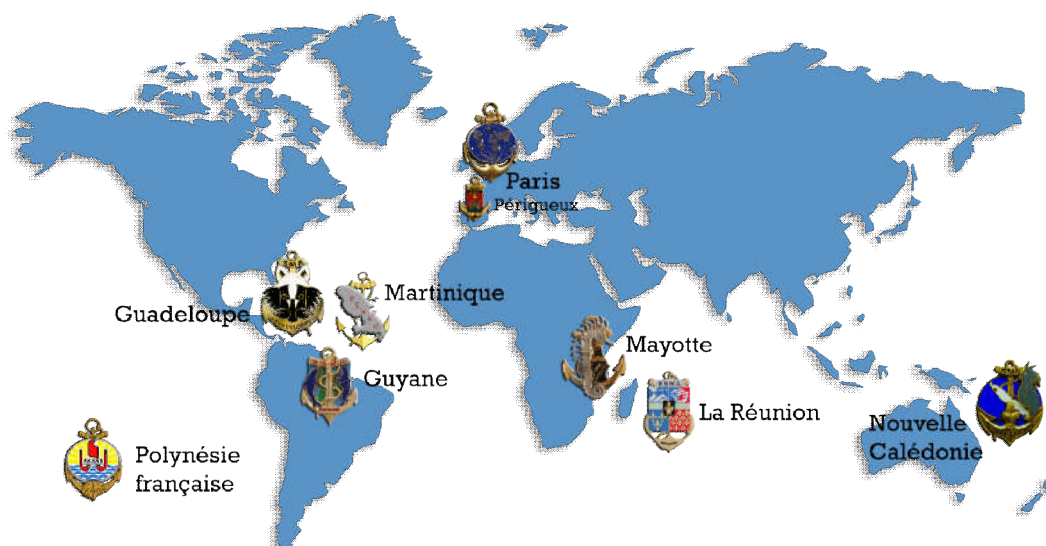 Paris
Périgueux
Guadeloupe
Martinique
Guyane
Mayotte
La Réunion
Nouvelle
Calédonie
Polynésie
française